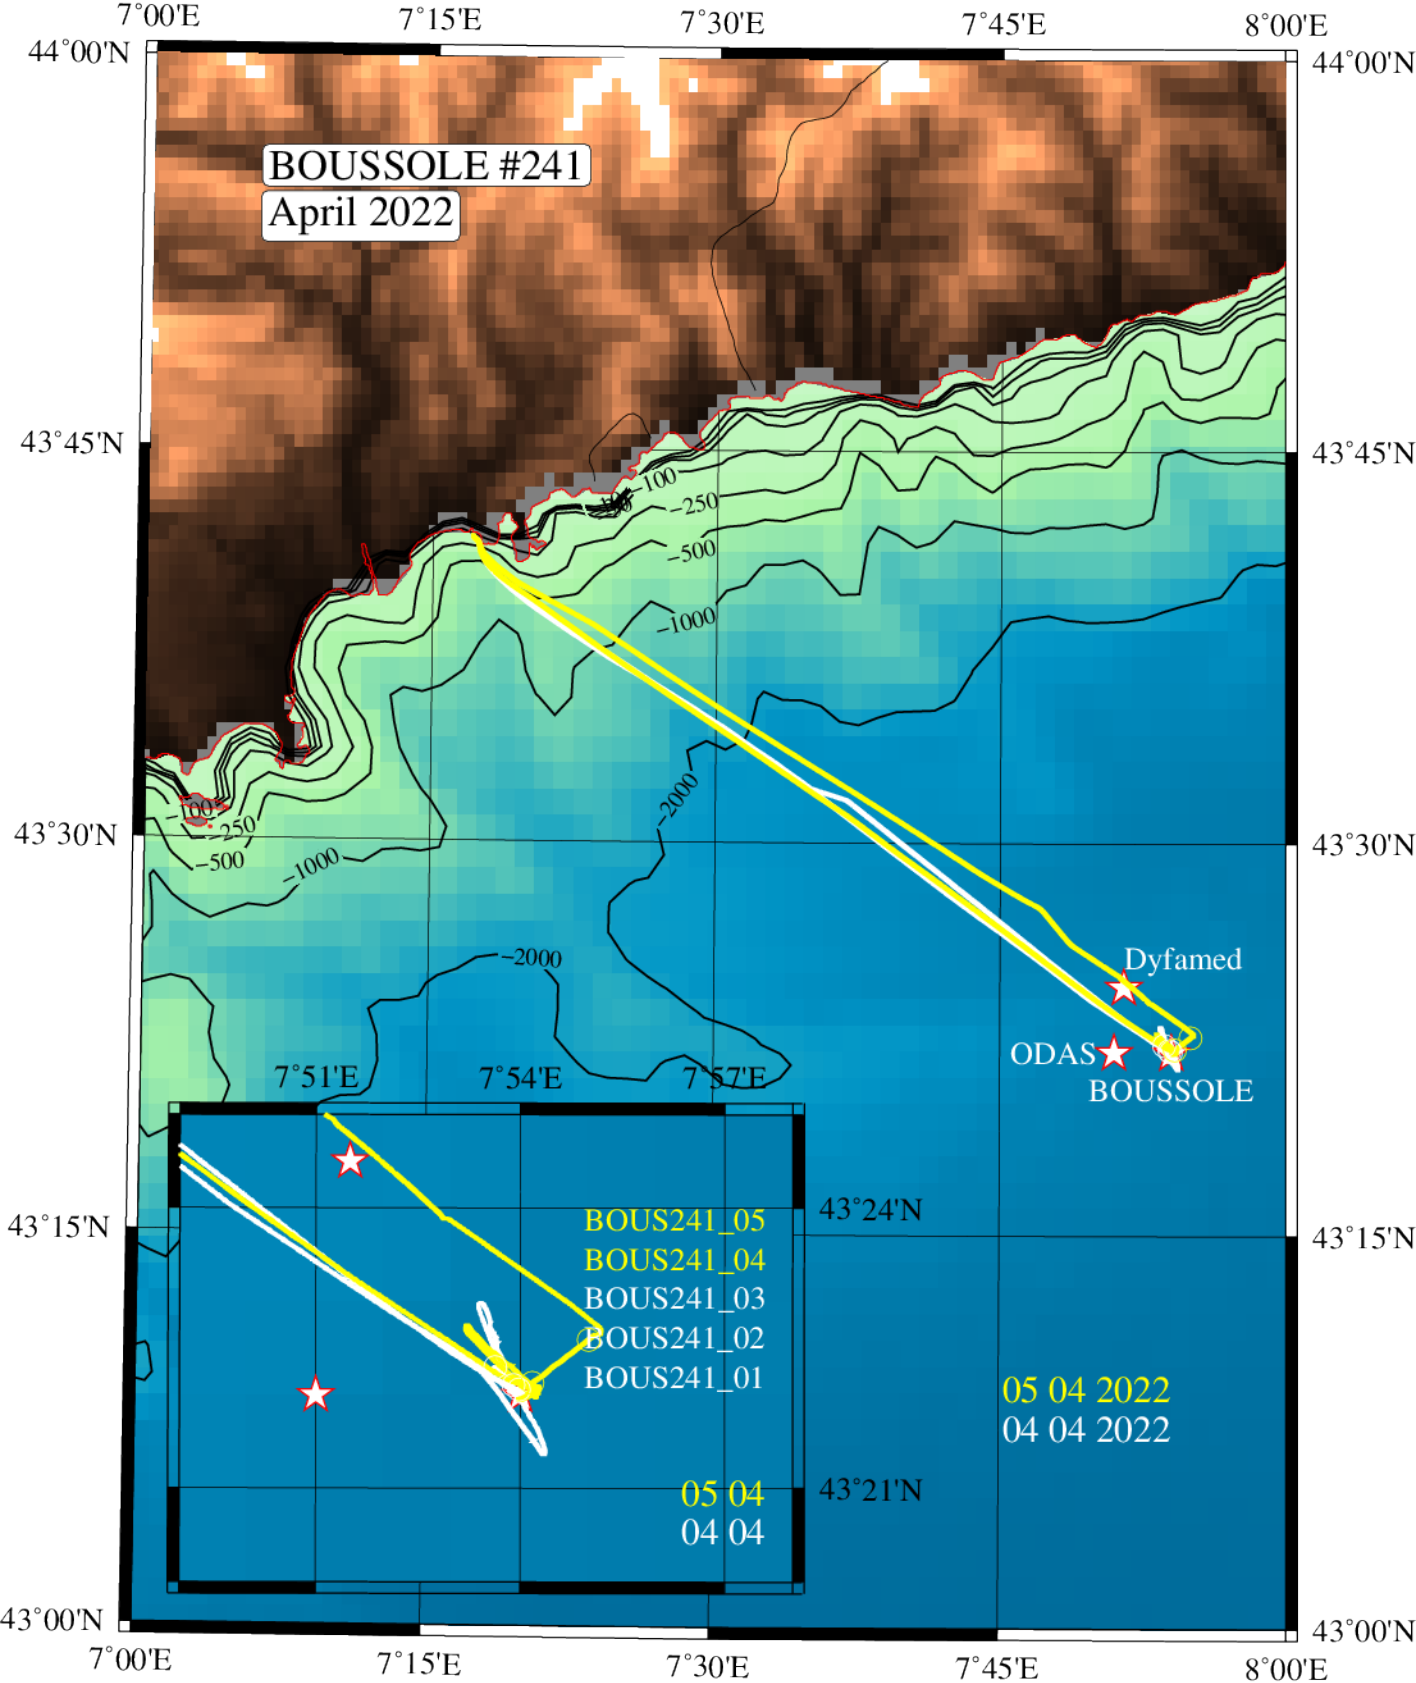 7°00'E 7°15'E 7°30'E 7°45'E 8°00'E
44°00'N 44°00'N
BOUSSOLE #241
April 2022
43°45'N 43°45'N
−100
−250
−500
−1000
−2000
−100
−250
−500
−1000
43°30'N 43°30'N
−2000
Dyfamed
ODAS
BOUSSOLE
7°51'E 7°54'E 7°57'E
43°24'N
BOUS241_05
BOUS241_04
BOUS241_03
BOUS241_02
BOUS241_01
43°15'N 43°15'N
05 04 2022
04 04 2022
43°21'N
05 04
04 04
43°00'N 43°00'N
7°00'E 7°15'E 7°30'E 7°45'E 8°00'E